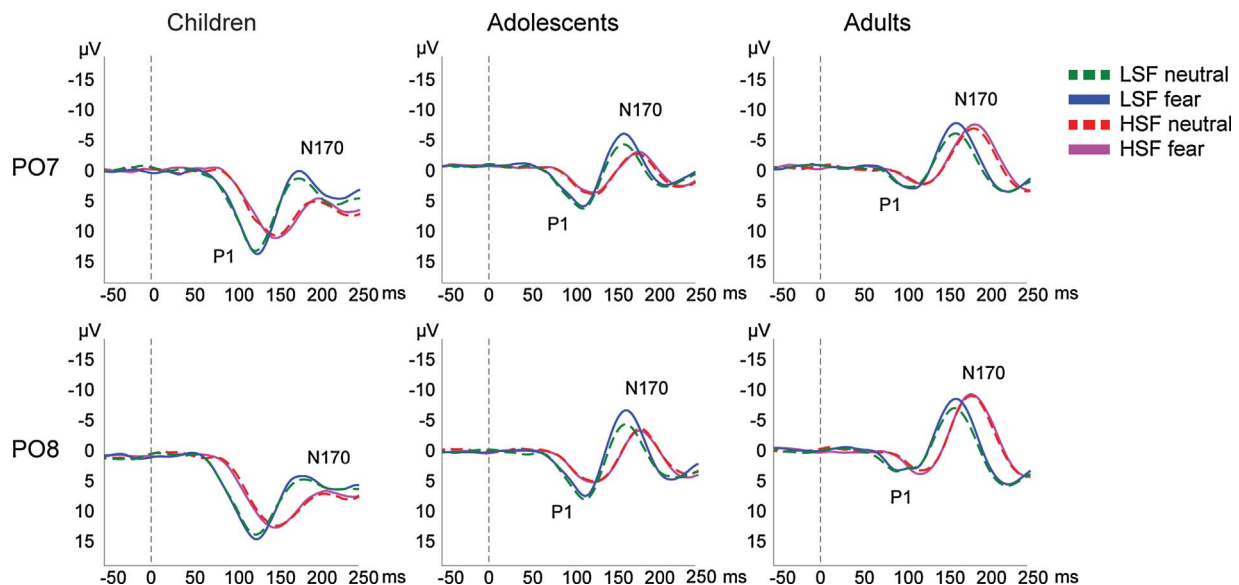 Children Adolescents Adults
µV µV µV
-15 -15 -15
-10 -10 -10
-5 -5 -5
0 0 0
5 5 5
10 10 10
15 15 15
PO7
N170 N170 N170
P1 P1 P1
-50 0 50 100 150 200 250 ms -50 0 50 100 150 200 250 ms -50 0 50 100 150 200 250 ms
LSF neutral
LSF fear
HSF neutral
HSF fear
µV µV µV
-15 -15 -15
-10 -10 -10
-5 -5 -5
0 0 0
5 5 5
10 10 10
15 15 15
PO8
N170 N170 N170
P1 P1
-50 0 50 100 150 200 250 ms -50 0 50 100 150 200 250 ms -50 0 50 100 150 200 250 ms